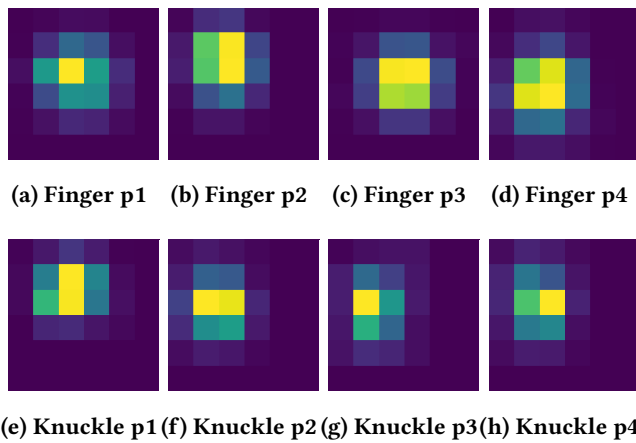 (a) Finger p1 (b) Finger p2 (c) Finger p3 (d) Finger p4
(e) Knuckle p1 (f) Knuckle p2 (g) Knuckle p3 (h) Knuckle p4